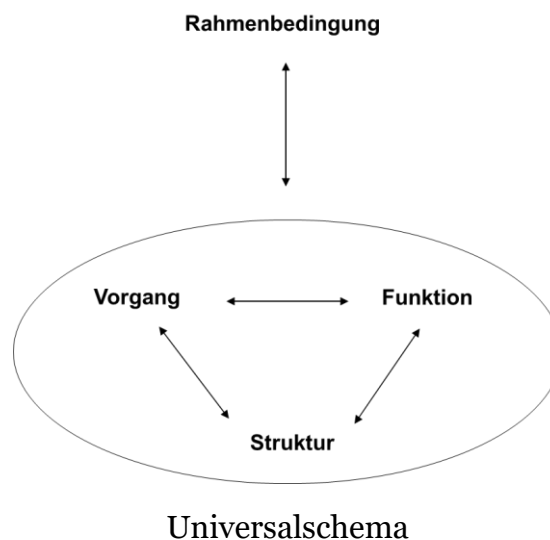 Rahmenbedingung
Vorgang
Funktion
Struktur
Universalschema